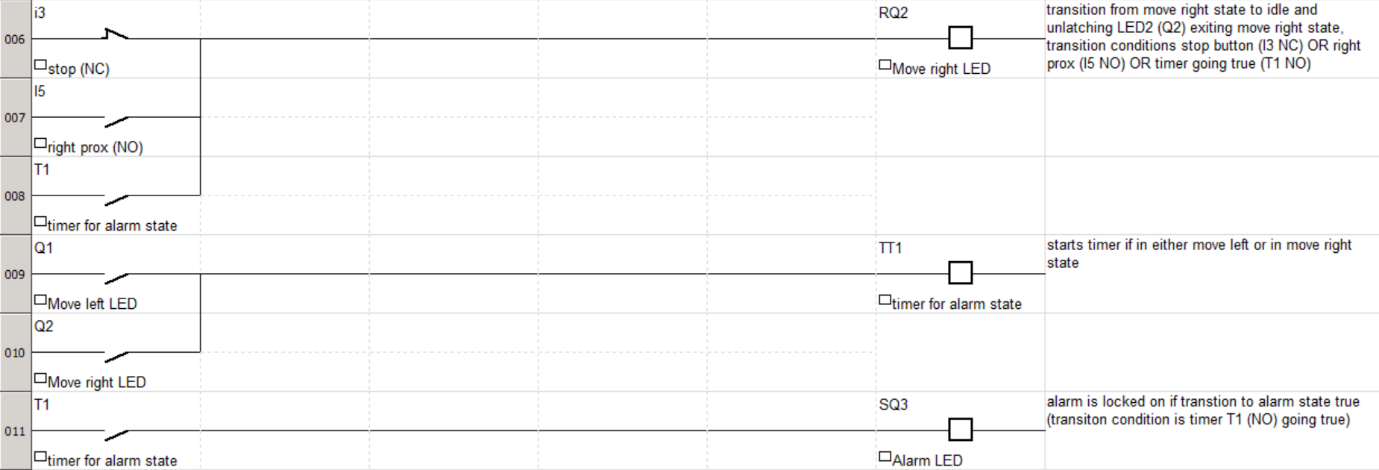 i3
RQ2
transition from move right state to idle and
unlatching LED2 (Q2) exiting move right state,
transition conditions stop button (I3 NC) OR right
prox (I5 NO) OR timer going true (T1 NO)
006
stop (NC)
Move right LED
I5
007
right prox (NO)
T1
008
timer for alarm state
Q1
TT1
starts timer if in either move left or in move right
state
009
Move left LED
timer for alarm state
Q2
010
Move right LED
T1
SQ3
alarm is locked on if transtion to alarm state true
(transiton condition is timer T1 (NO) going true)
011
timer for alarm state
Alarm LED